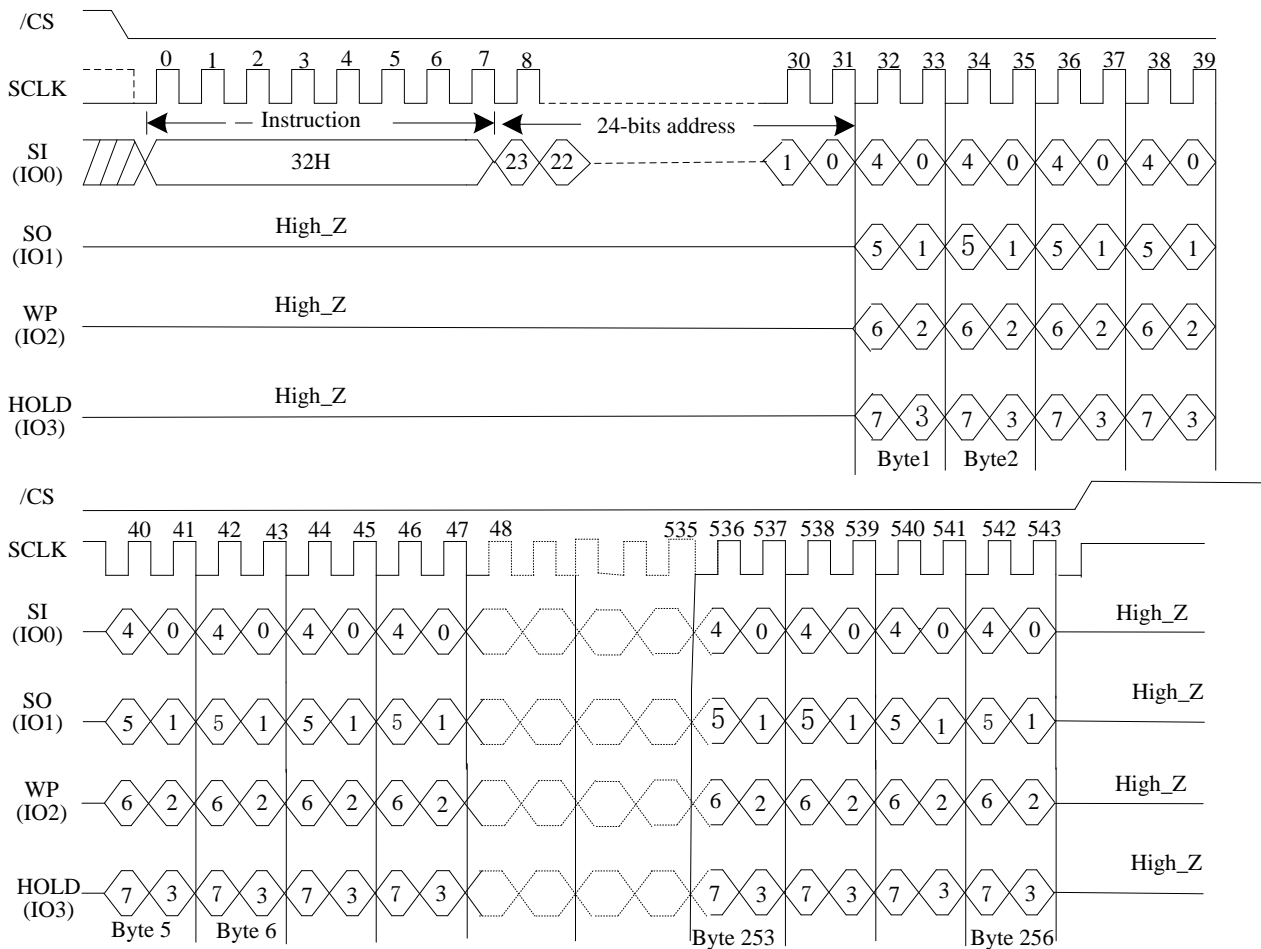 /CS
0 1 2 3 4 5 6 7 8 30 31 32 33 34 35 36 37 38 39
SCLK
Instruction 24-bits address
SI
(IO0)
32H 23 22 1 0 4 0 4 0 4 0 4 0
High_Z
SO
(IO1)
5 1 5 1 5 1 5 1
High_Z
WP
(IO2)
6 2 6 2 6 2 6 2
High_Z
HOLD
(IO3)
7 3 7 3 7 3 7 3
Byte1 Byte2
/CS
40 41 42 43 44 45 46 47 48 535 536 537 538 539 540 541 542 543
SCLK
SI
(IO0)
4 0 4 0 4 0 4 0 4 0 4 0 4 0 4 0
High_Z
SO
(IO1)
5 1 5 1 5 1 5 1 5 1 5 1 5 1 5 1
High_Z
WP
(IO2)
6 2 6 2 6 2 6 2 6 2 6 2 6 2 6 2
High_Z
HOLD
(IO3)
7 3 7 3 7 3 7 3 7 3 7 3 7 3 7 3
High_Z
Byte 5 Byte 6 Byte 253 Byte 256